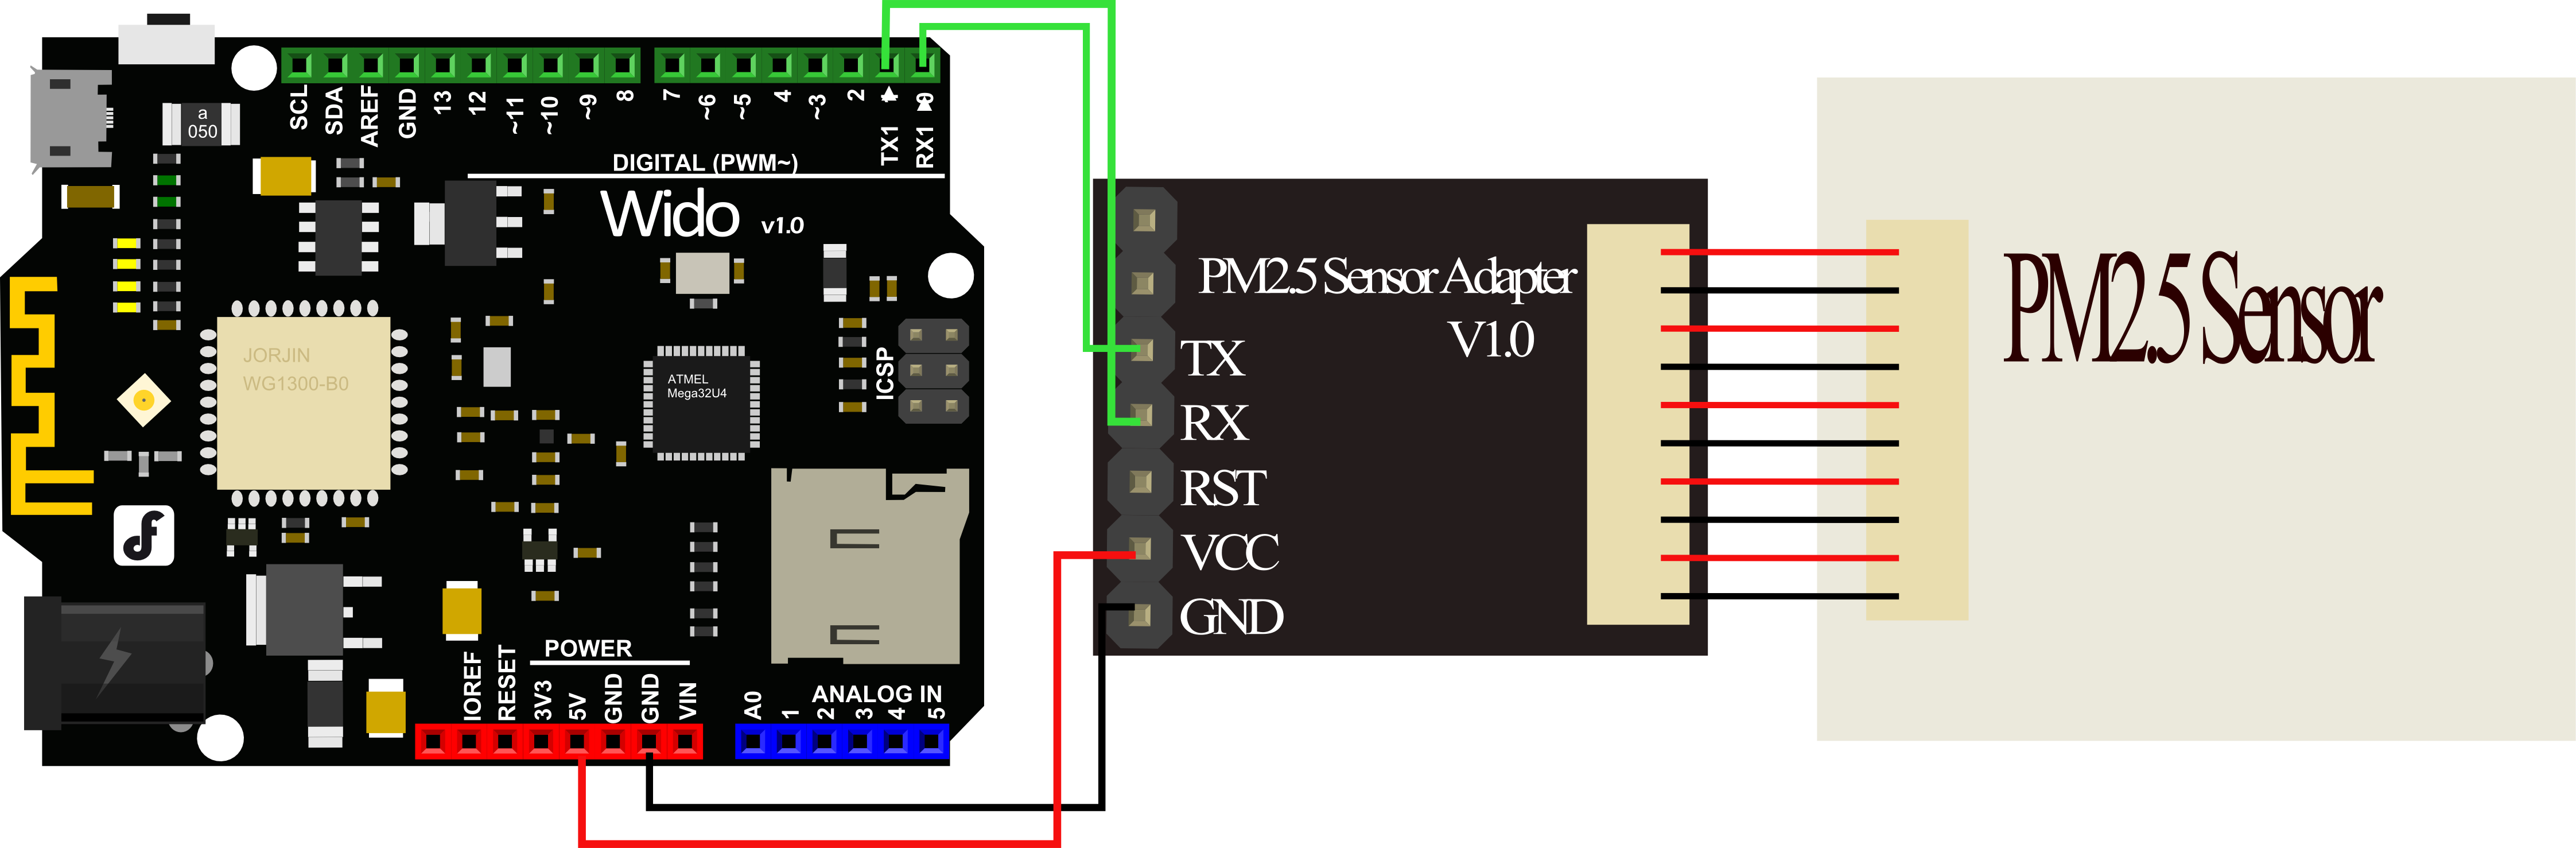 a
050
SCL
SDA
AREF
GND
13
12
~11
~10
~9
8
7
~6
~5
4
~3
2
1
0
TX1
RX1
DIGITAL (PWM~)
Wido v1.0
JORJIN
WG1300-B0
ATMEL
Mega32U4
ICSP
POWER
IOREF
RESET
3V3
5V
GND
GND
VIN
ANALOG IN
A0
1
2
3
4
5
PM2.5 Sensor Adapter
V1.0
TX
RX
RST
VCC
GND
PM2.5 Sensor